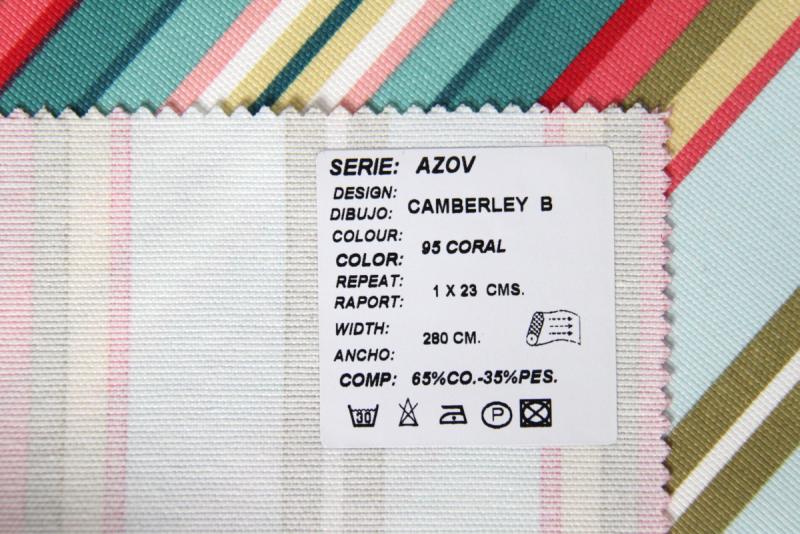 SERIE: AZOV
DESIGN:
DIBUJO: CAMBERLEY B
COLOUR:
COLOR: 95 CORAL
REPEAT:
RAPORT: 1 X 23 CMS.
WIDTH:
ANCHO: 280 CM.
COMP: 65%CO.-35%PES.
30
P